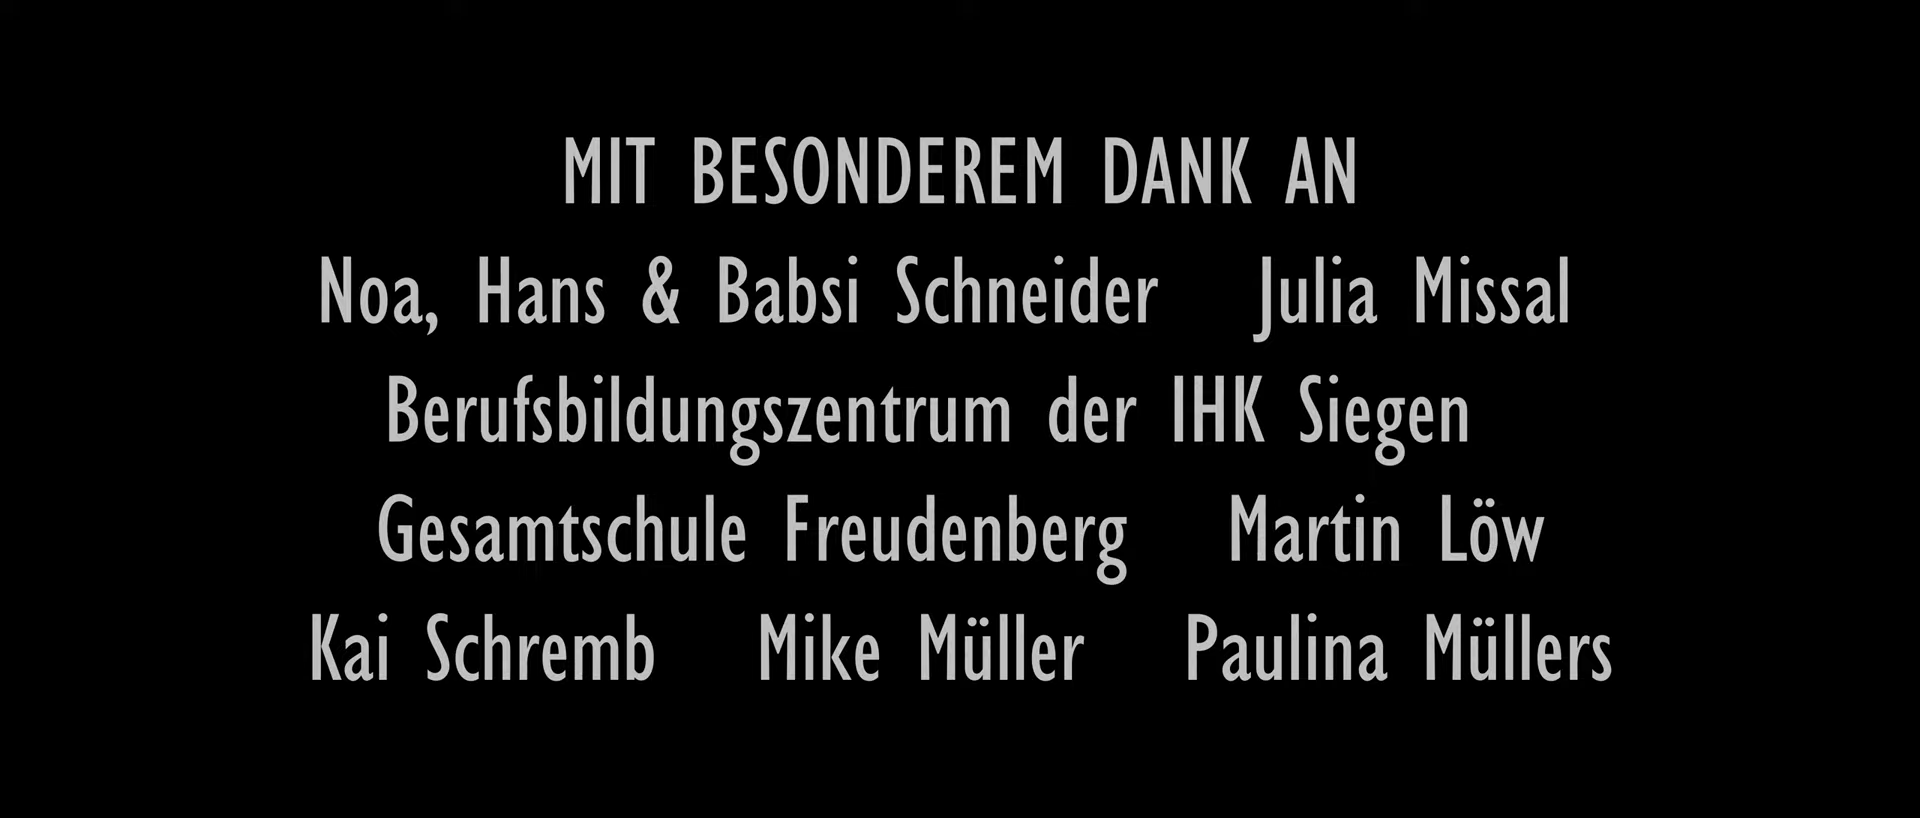 MIT BESONDEREM DANK AN
Noa, Hans & Babsi Schneider Julia Missal
Berufsbildungszentrum der IHK Siegen
Gesamtschule Freudenberg Martin Löw
Kai Schremb Mike Müller Paulina Müllers